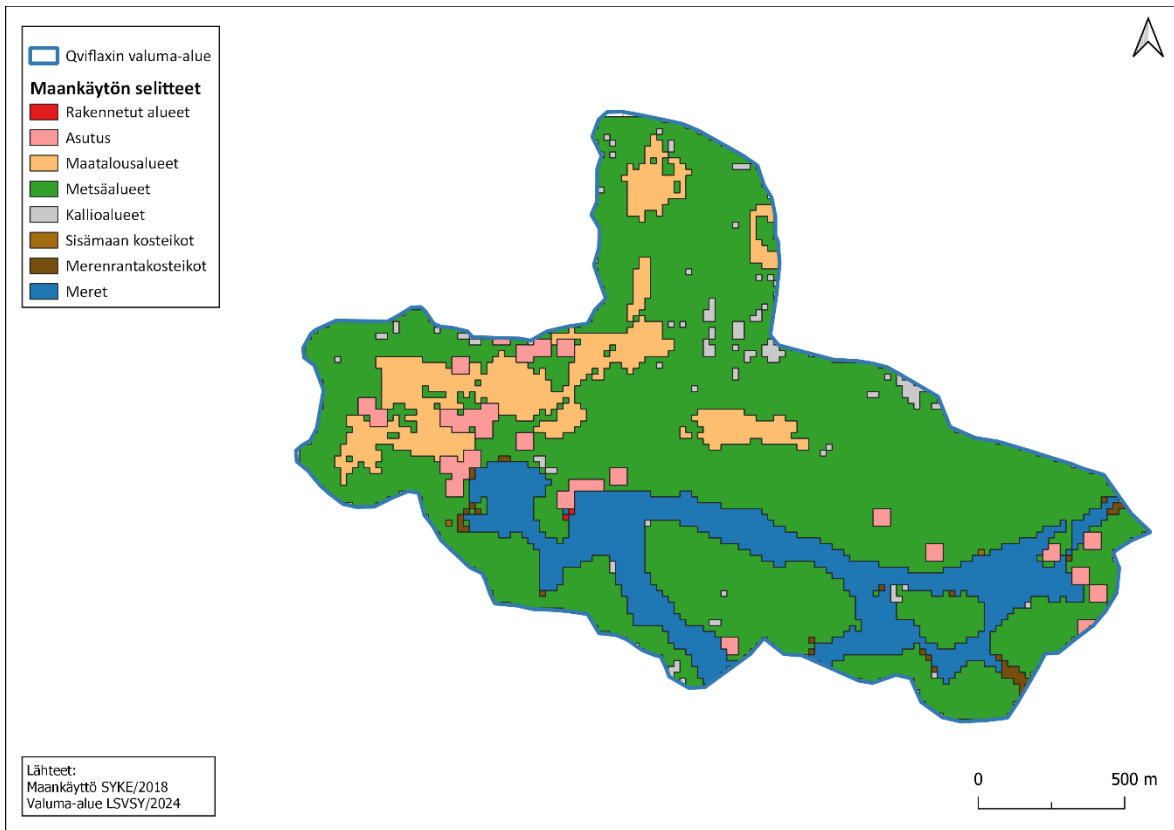 Qviflaxin valuma-alue
Maankäytön selitteet
Rakennetut alueet
Asutus
Maatalousalueet
Metsäalueet
Kallioalueet
Sisämaan kosteikot
Merenrantakosteikot
Meret
Lähteet:
Maankäyttö SYKE/2018
Valuma-alue LSVSY/2024
0 500 m